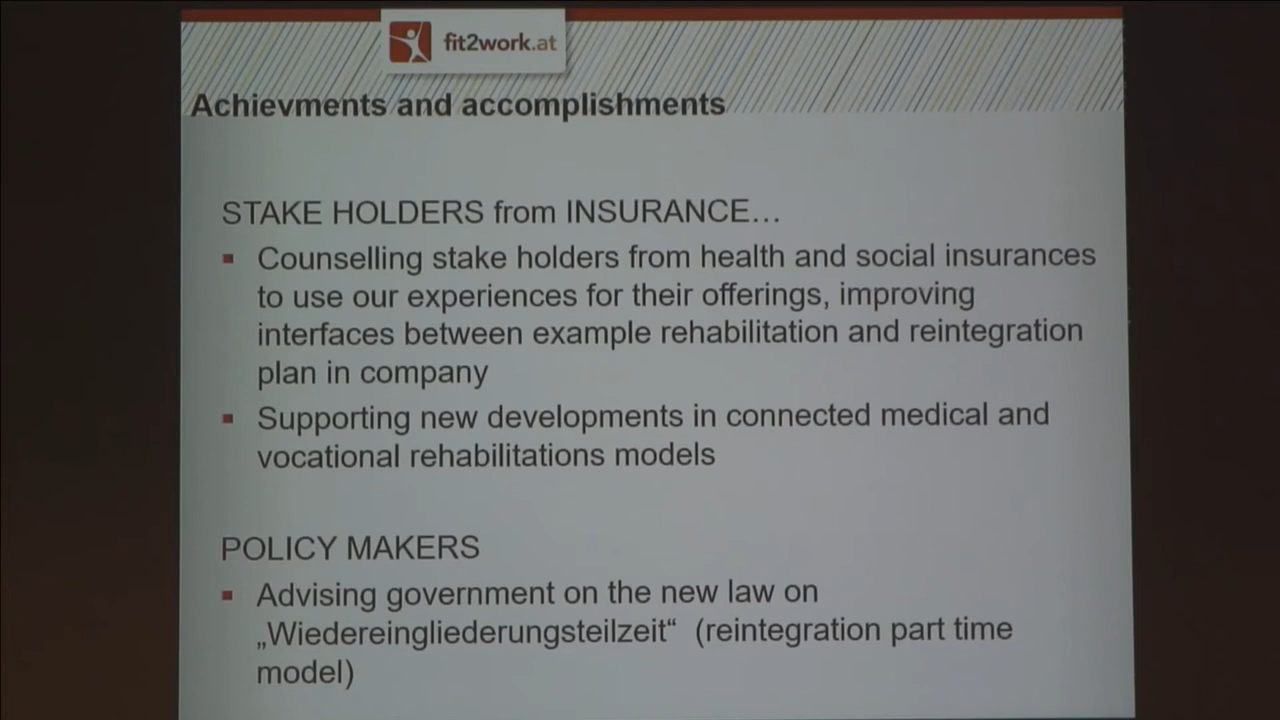 fit2work.at
Achievments and accomplishments
STAKE HOLDERS from INSURANCE…
▪ Counselling stake holders from health and social insurances
to use our experiences for their offerings, improving
interfaces between example rehabilitation and reintegration
plan in company
▪ Supporting new developments in connected medical and
vocational rehabilitations models
POLICY MAKERS
▪ Advising government on the new law on
„Wiedereingliederungsteilzeit“ (reintegration part time
model)